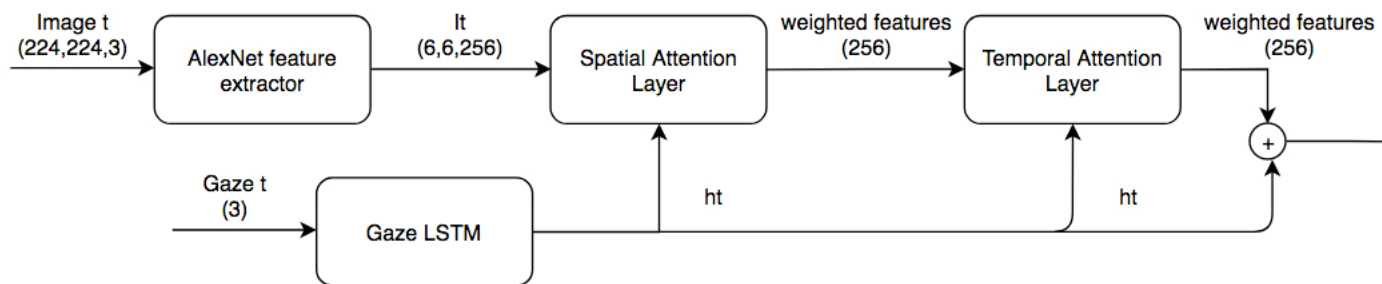 Image t
(224,224,3)
AlexNet feature
extractor
It
(6,6,256)
Spatial Attention
Layer
weighted features
(256)
Temporal Attention
Layer
weighted features
(256)
+
Gaze t
(3)
Gaze LSTM
ht
ht